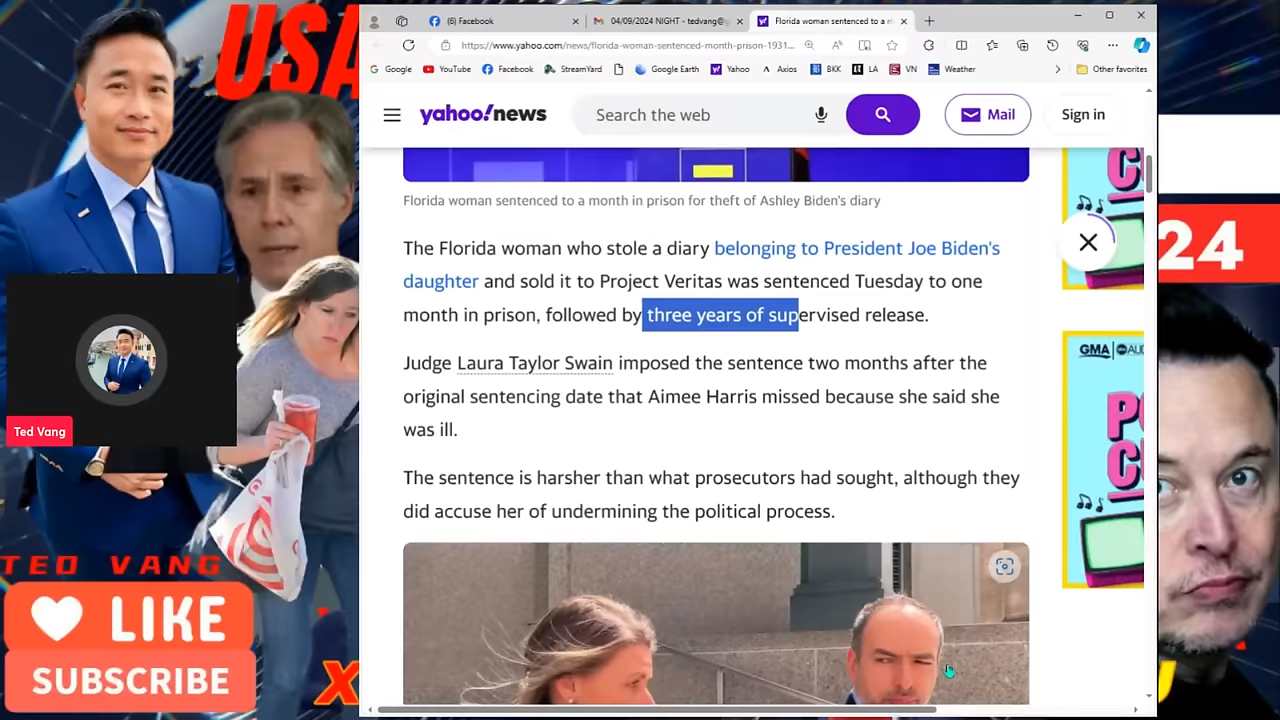 USA
(6) Facebook
04/09/2024 NIGHT - tedvang@g
Florida woman sentenced to a m
https://www.yahoo.com/news/florida-woman-sentenced-month-prison-1931...
Google YouTube Facebook StreamYard Google Earth Yahoo Axios BKK LA VN Weather Other favorites
yahoo!news
Search the web
Mail
Sign in
Florida woman sentenced to a month in prison for theft of Ashley Biden's diary
The Florida woman who stole a diary belonging to President Joe Biden's
daughter and sold it to Project Veritas was sentenced Tuesday to one
month in prison, followed by three years of supervised release.
Judge Laura Taylor Swain imposed the sentence two months after the
original sentencing date that Aimee Harris missed because she said she
was ill.
The sentence is harsher than what prosecutors had sought, although they
did accuse her of undermining the political process.
24
GMA
Ted Vang
TED VANG
LIKE
SUBSCRIBE
X